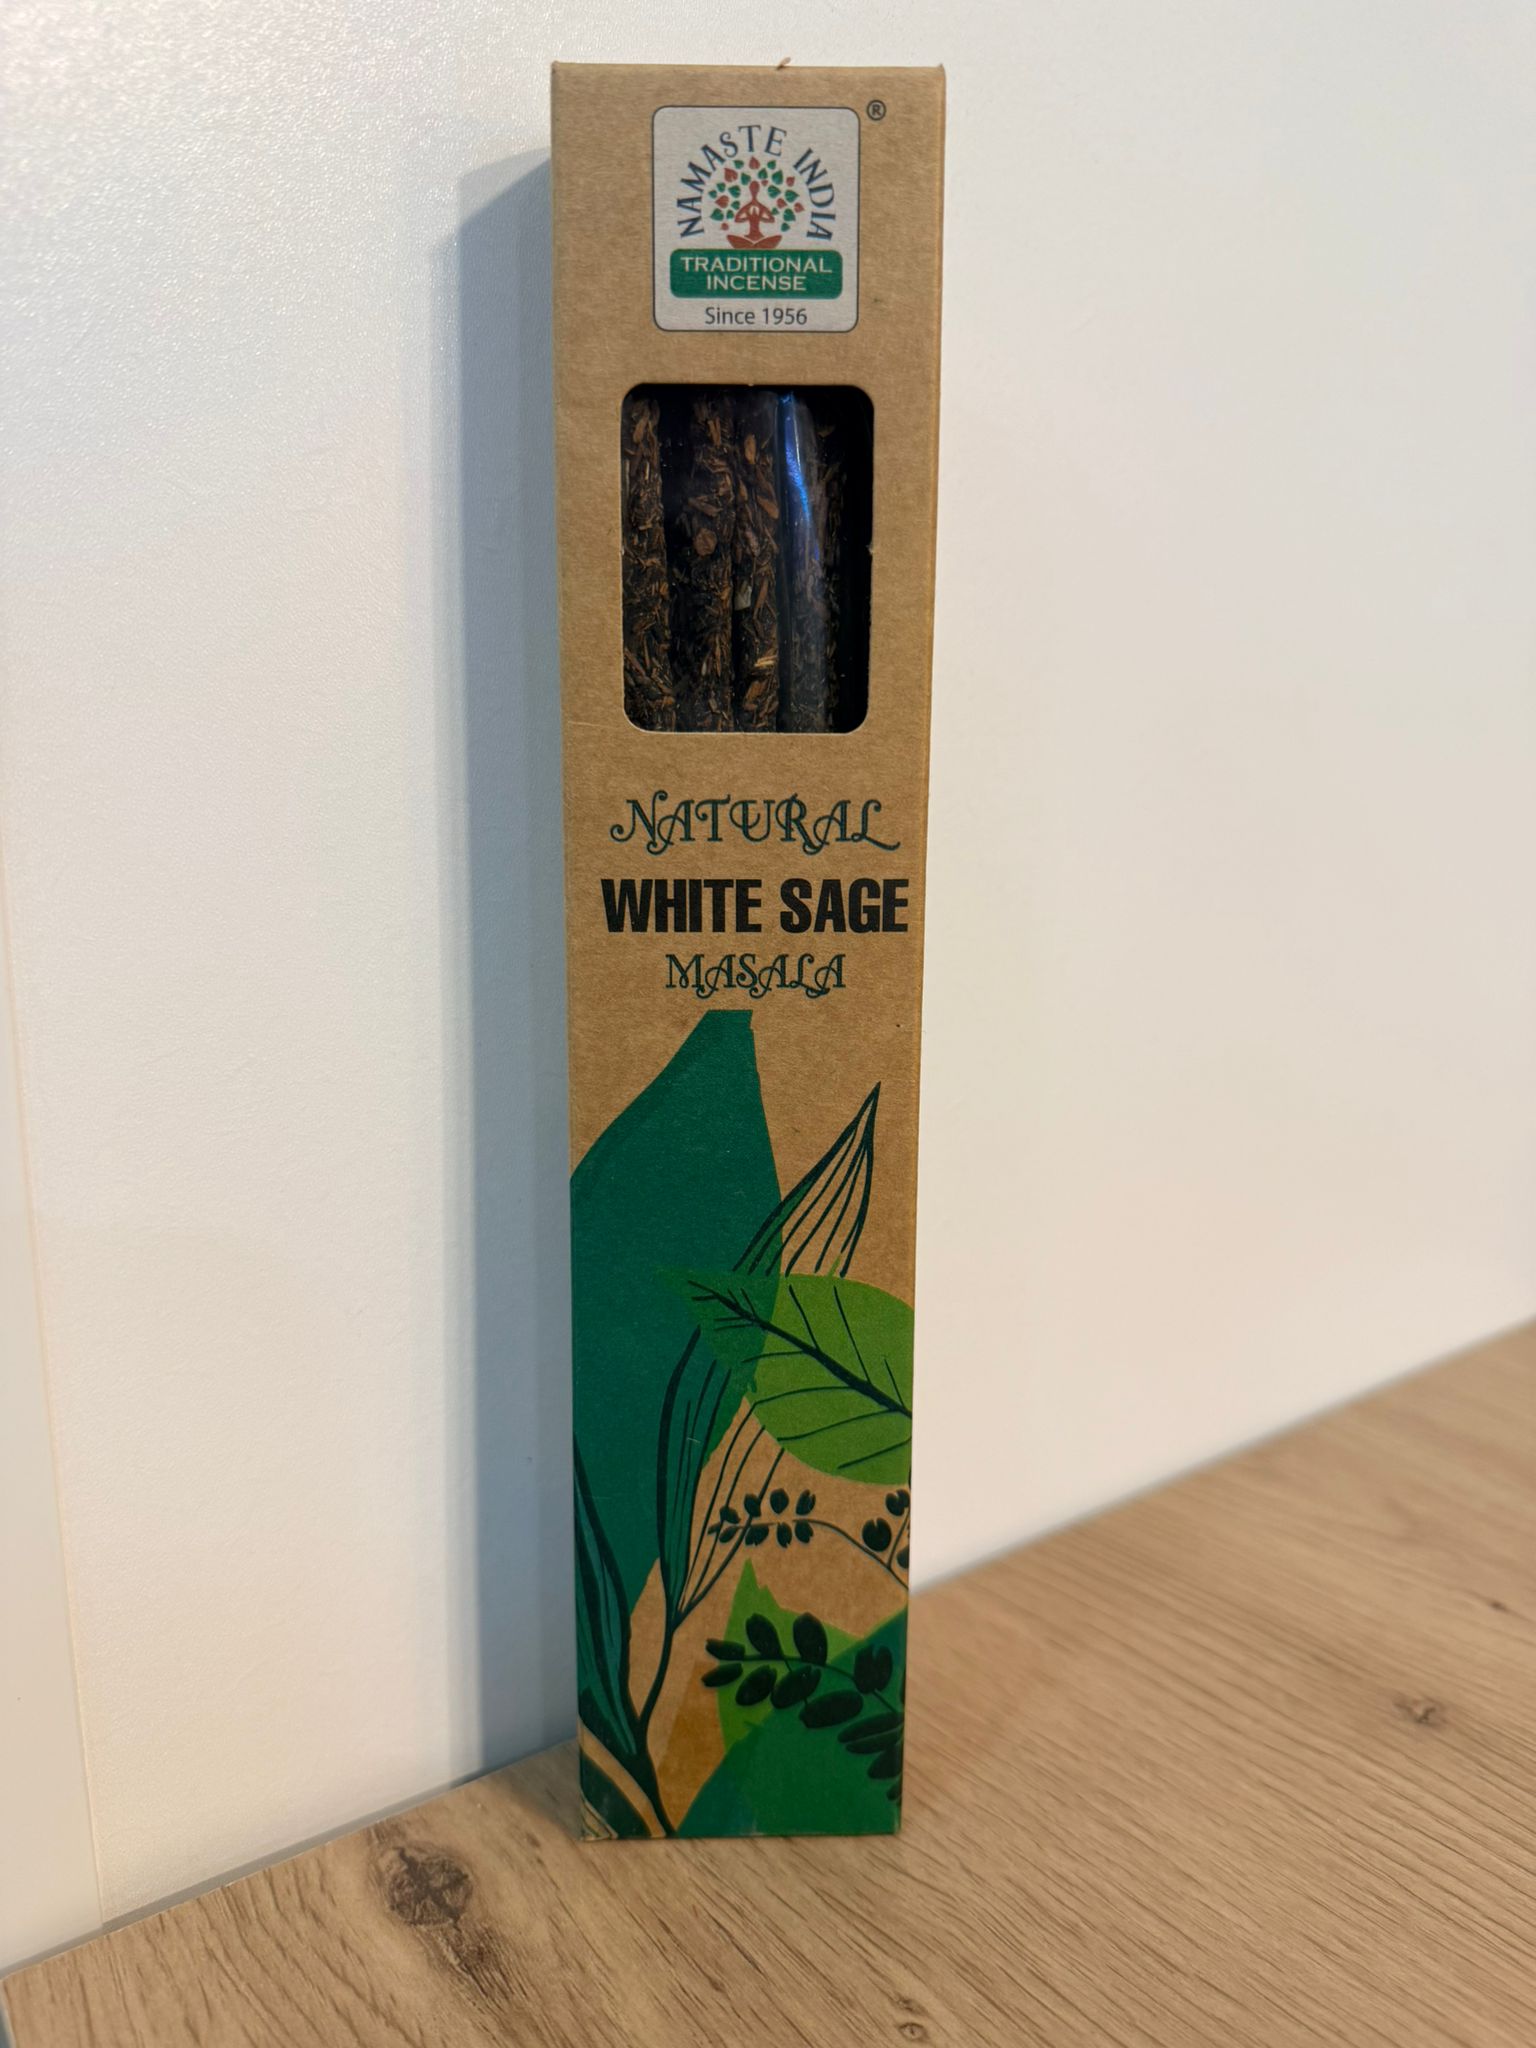 ®
NAMASTE INDIA
TRADITIONAL
INCENSE
Since 1956
NATURAL
WHITE SAGE
MASALA